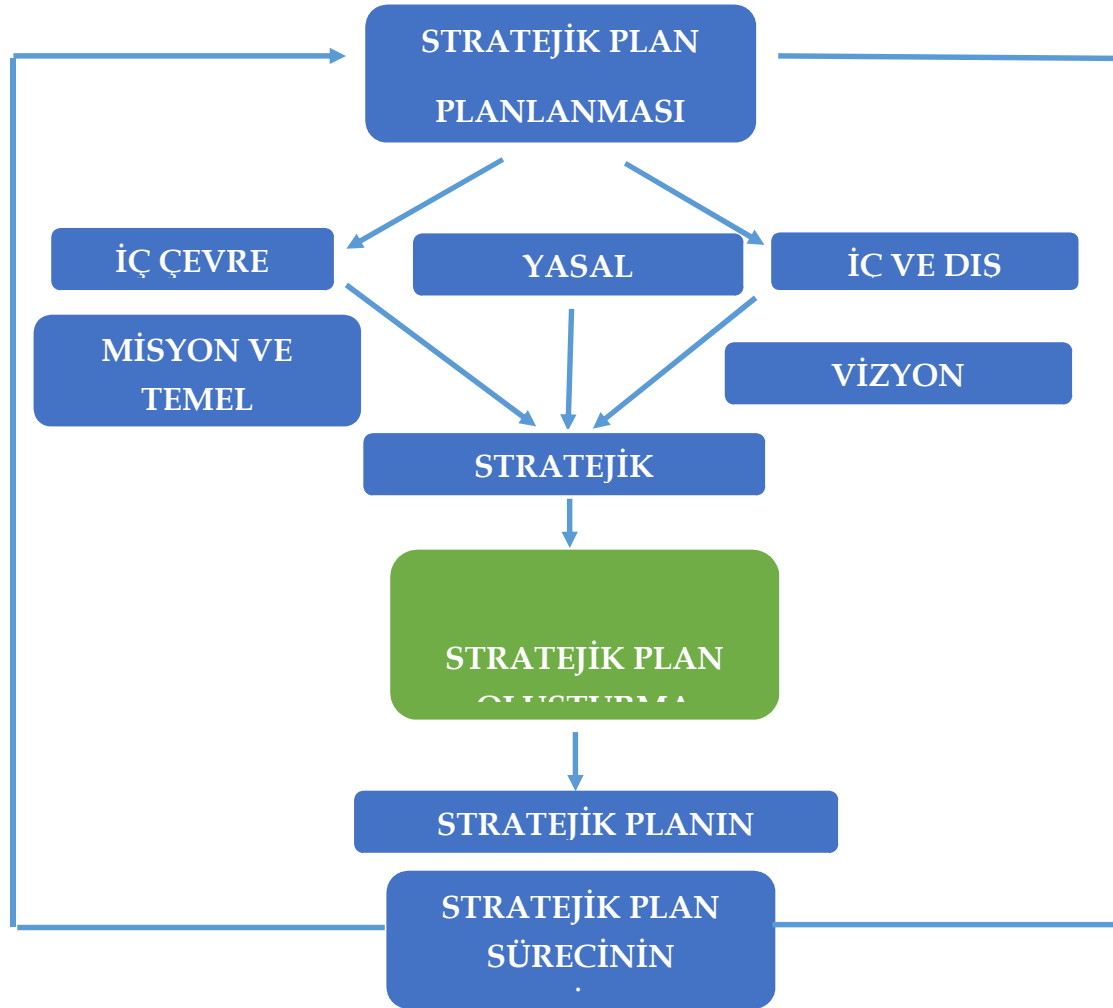 STRATEJİK PLAN
PLANLANMASI
İÇ ÇEVRE
YASAL
İÇ VE DIŞ
MİSYON VE
TEMEL
VİZYON
STRATEJİK
STRATEJİK PLAN
OLUŞTURMA
STRATEJİK PLANIN
STRATEJİK PLAN
SÜRECİNİN